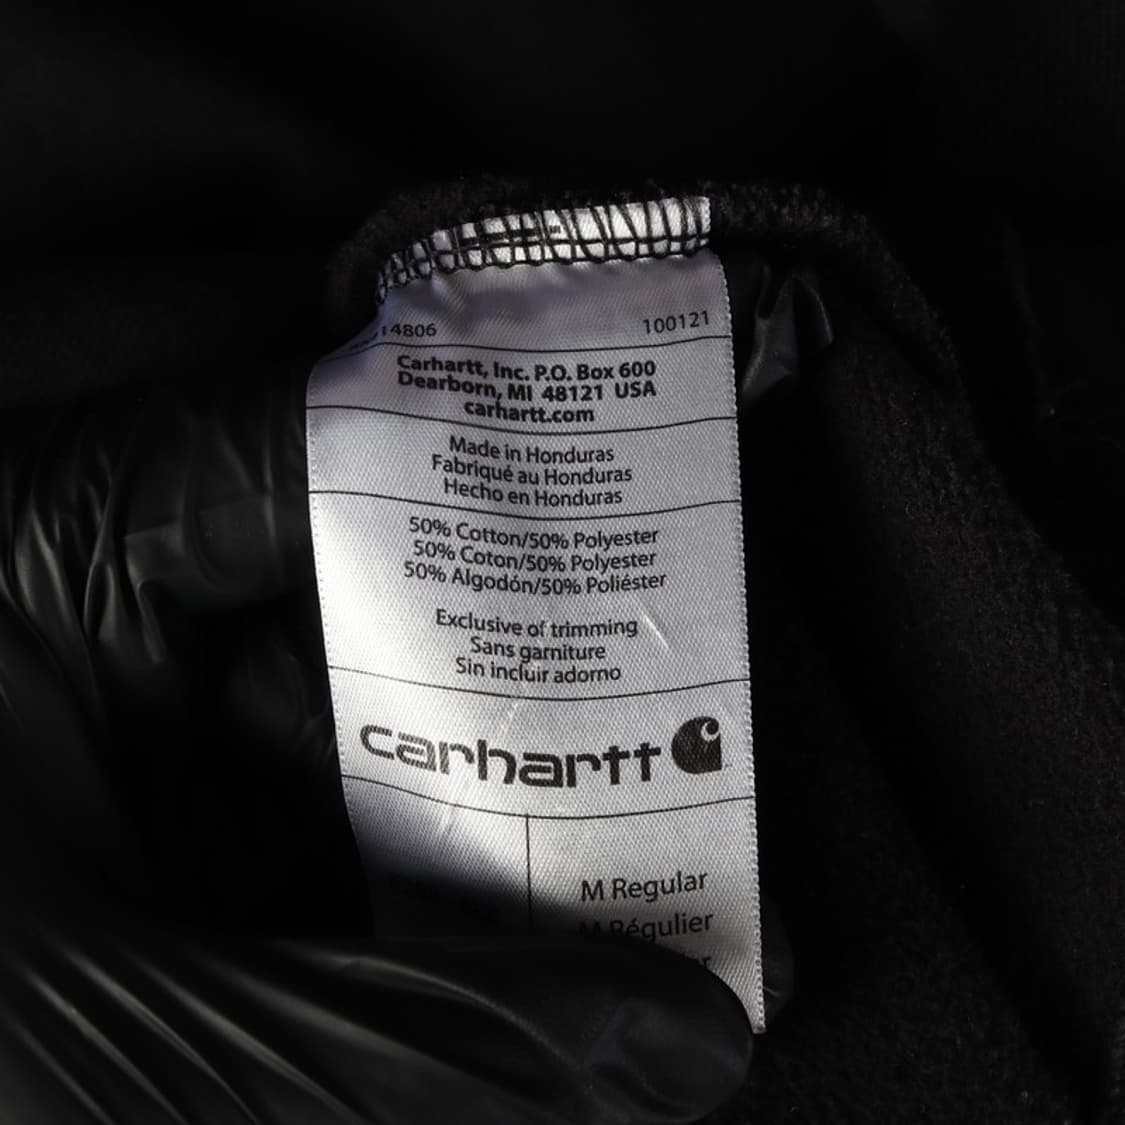 14806
100121
Carhartt, Inc. P.O. Box 600
Dearborn, MI 48121 USA
carhartt.com
Made in Honduras
Fabriqué au Honduras
Hecho en Honduras
50% Cotton/50% Polyester
50% Coton/50% Polyester
50% Algodón/50% Poliéster
Exclusive of trimming
Sans garniture
Sin incluir adorno
carhartt
M Regular
M Régulier